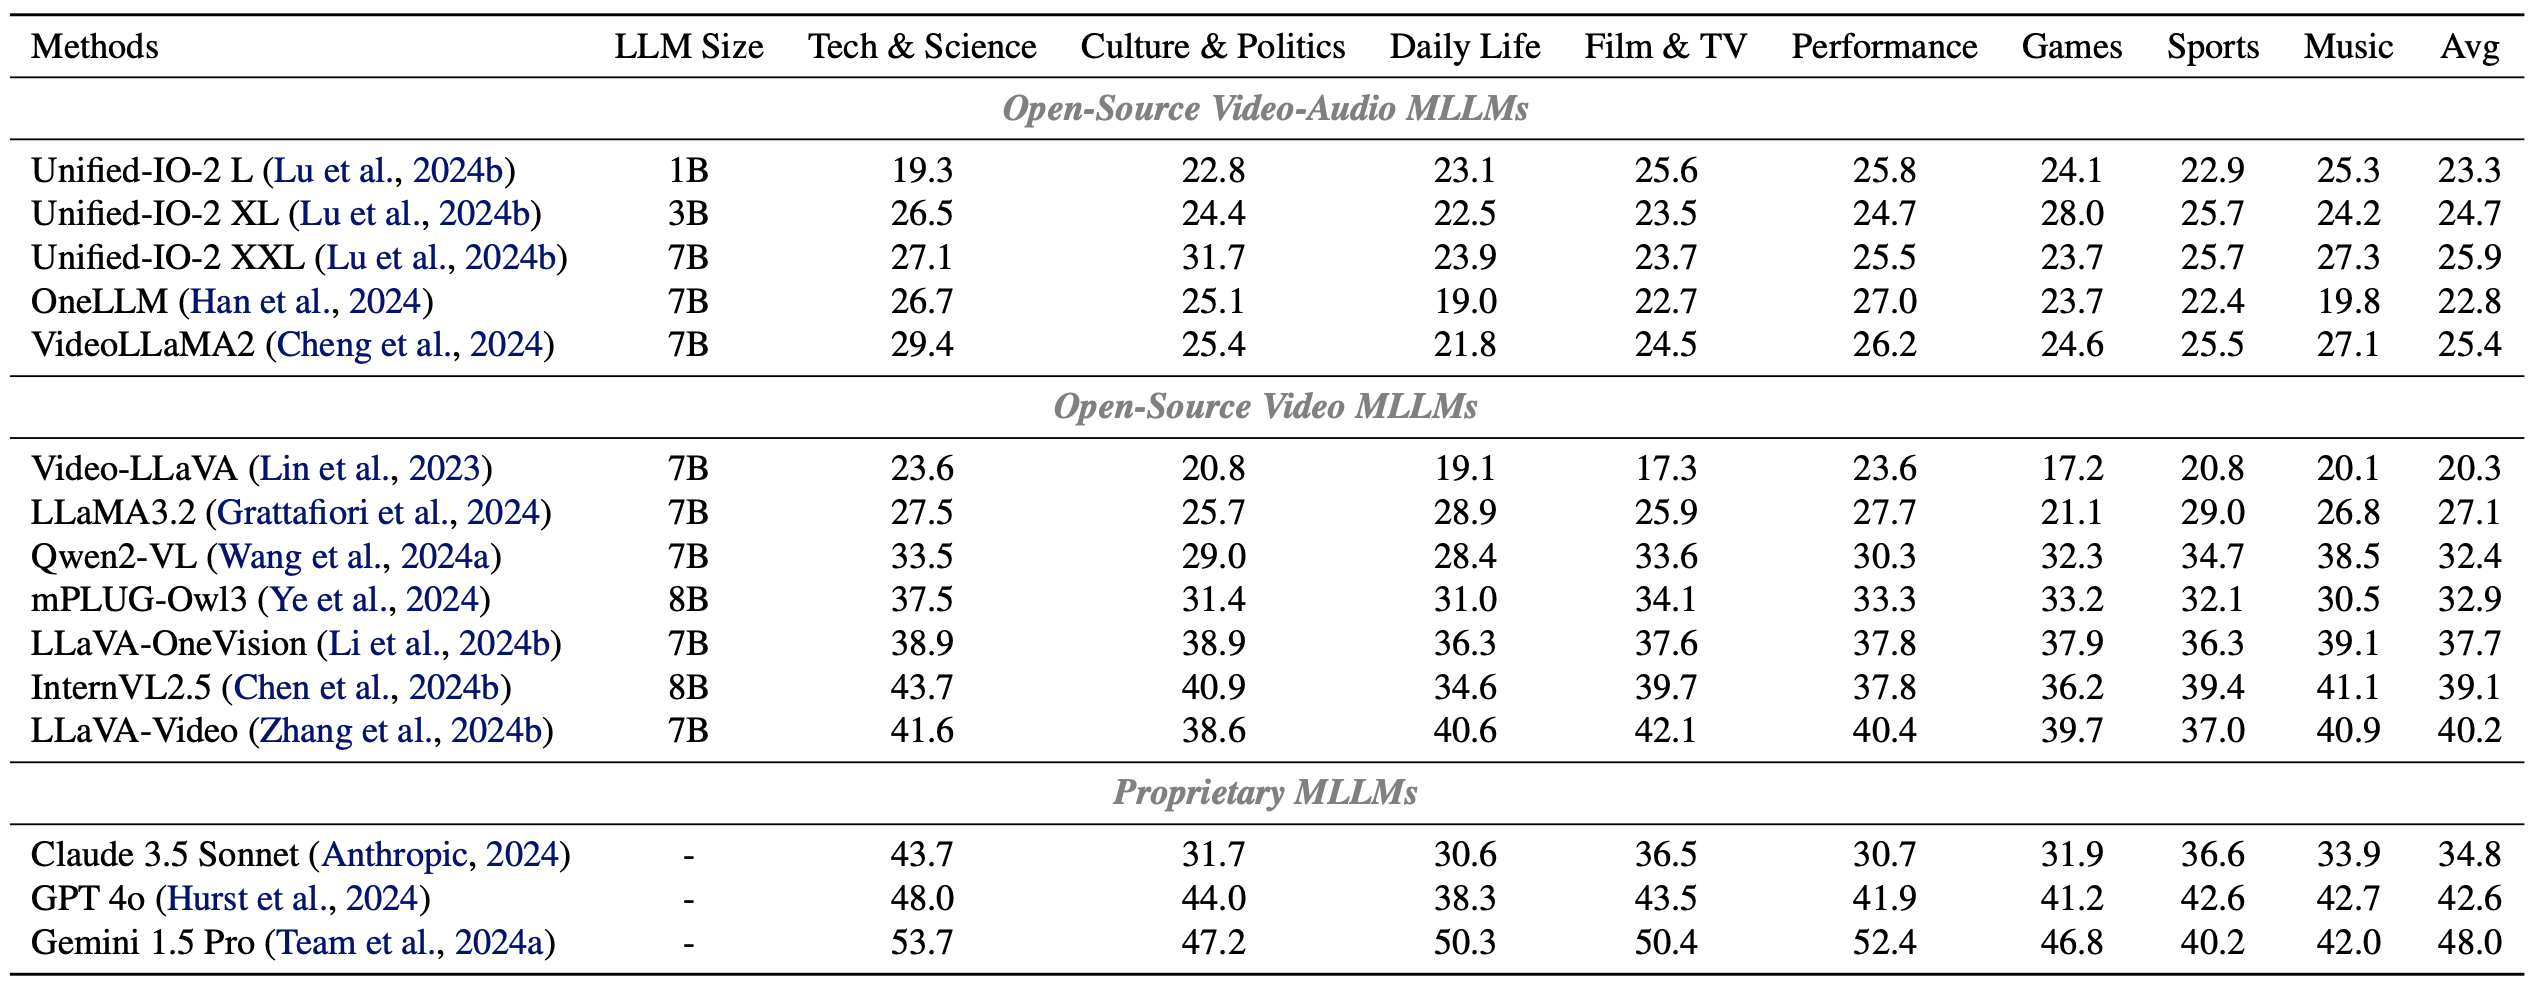 Methods LLM Size Tech & Science Culture & Politics Daily Life Film & TV Performance Games Sports Music Avg
Open-Source Video-Audio MLLMs
Unified-IO-2 L (Lu et al., 2024b) 1B 19.3 22.8 23.1 25.6 25.8 24.1 22.9 25.3 23.3
Unified-IO-2 XL (Lu et al., 2024b) 3B 26.5 24.4 22.5 23.5 24.7 28.0 25.7 24.2 24.7
Unified-IO-2 XXL (Lu et al., 2024b) 7B 27.1 31.7 23.9 23.7 25.5 23.7 25.7 27.3 25.9
OneLLM (Han et al., 2024) 7B 26.7 25.1 19.0 22.7 27.0 23.7 22.4 19.8 22.8
VideoLLaMA2 (Cheng et al., 2024) 7B 29.4 25.4 21.8 24.5 26.2 24.6 25.5 27.1 25.4
Open-Source Video MLLMs
Video-LLaVA (Lin et al., 2023) 7B 23.6 20.8 19.1 17.3 23.6 17.2 20.8 20.1 20.3
LLaMA3.2 (Grattafiori et al., 2024) 7B 27.5 25.7 28.9 25.9 27.7 21.1 29.0 26.8 27.1
Qwen2-VL (Wang et al., 2024a) 7B 33.5 29.0 28.4 33.6 30.3 32.3 34.7 38.5 32.4
mPLUG-Owl3 (Ye et al., 2024) 8B 37.5 31.4 31.0 34.1 33.3 33.2 32.1 30.5 32.9
LLaVA-OneVision (Li et al., 2024b) 7B 38.9 38.9 36.3 37.6 37.8 37.9 36.3 39.1 37.7
InternVL2.5 (Chen et al., 2024b) 8B 43.7 40.9 34.6 39.7 37.8 36.2 39.4 41.1 39.1
LLaVA-Video (Zhang et al., 2024b) 7B 41.6 38.6 40.6 42.1 40.4 39.7 37.0 40.9 40.2
Proprietary MLLMs
Claude 3.5 Sonnet (Anthropic, 2024) - 43.7 31.7 30.6 36.5 30.7 31.9 36.6 33.9 34.8
GPT 4o (Hurst et al., 2024) - 48.0 44.0 38.3 43.5 41.9 41.2 42.6 42.7 42.6
Gemini 1.5 Pro (Team et al., 2024a) - 53.7 47.2 50.3 50.4 52.4 46.8 40.2 42.0 48.0